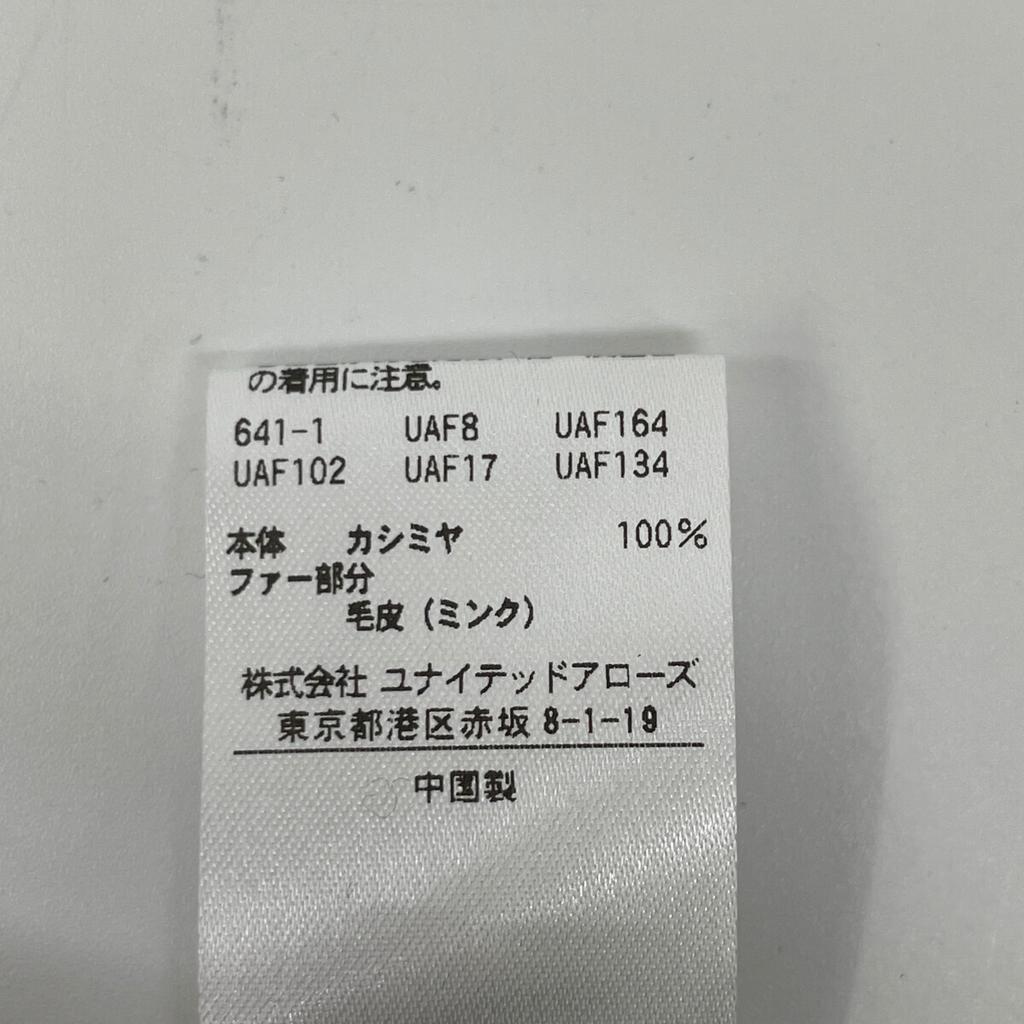 の着用に注意。
641-1 UAF8 UAF164
UAF102 UAF17 UAF134
本体 カシミヤ 100%
ファー部分
毛皮(ミンク)
株式会社 ユナイテッドアローズ
東京都港区赤坂 8-1-19
中国製